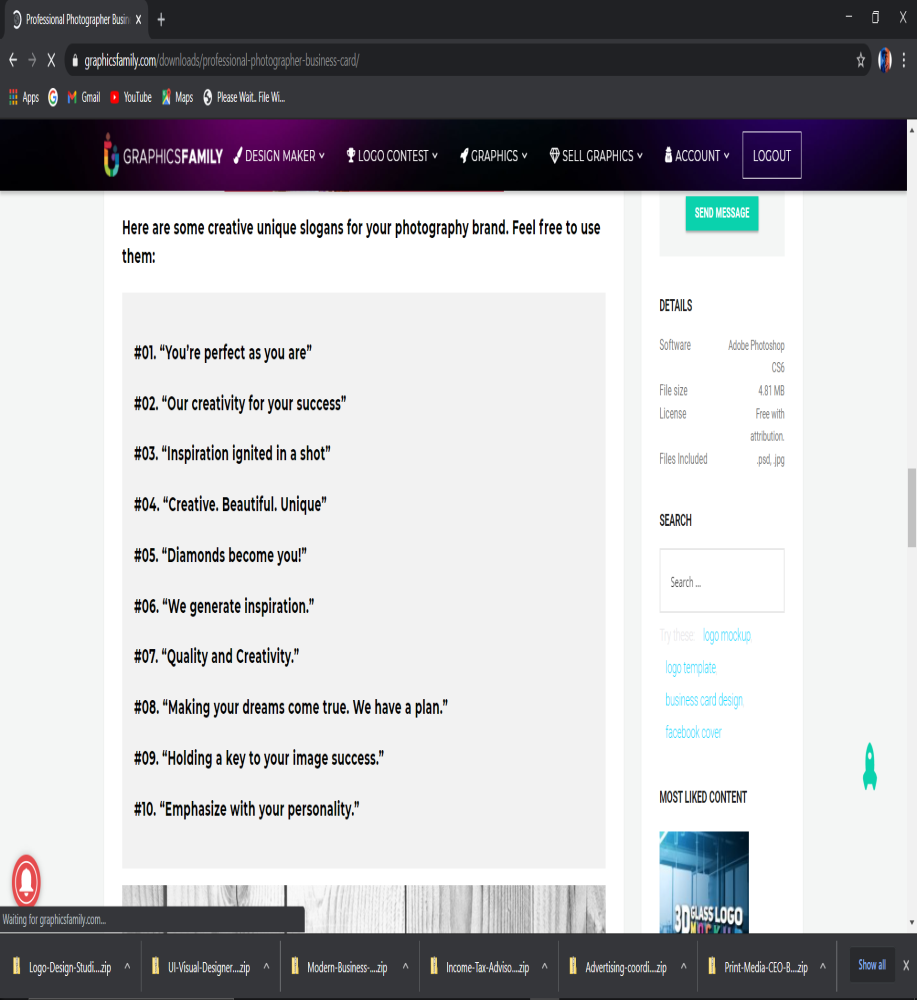 Professional Photographer Busin
graphicsfamily.com/downloads/professional-photographer-business-card/
Apps Gmail YouTube Maps Please Wait.. File Wi...
GRAPHICSFAMILY DESIGN MAKER LOGO CONTEST GRAPHICS SELL GRAPHICS ACCOUNT LOGOUT
Here are some creative unique slogans for your photography brand. Feel free to use
them:
#01. “You’re perfect as you are”
#02. “Our creativity for your success”
#03. “Inspiration ignited in a shot”
#04. “Creative. Beautiful. Unique”
#05. “Diamonds become you!”
#06. “We generate inspiration.”
#07. “Quality and Creativity.”
#08. “Making your dreams come true. We have a plan.”
#09. “Holding a key to your image success.”
#10. “Emphasize with your personality.”
SEND MESSAGE
DETAILS
Software Adobe Photoshop
CS6
File size 4.81 MB
License Free with
attribution.
Files Included .psd, .jpg
SEARCH
Search ...
Try these: logo mockup
logo template
business card design
facebook cover
MOST LIKED CONTENT
3D GLASS LOGO
MOCKUP
Waiting for graphicsfamily.com...
Logo-Design-Studi....zip UI-Visual-Designer....zip Modern-Business-....zip Income-Tax-Adviso....zip Advertising-coordi....zip Print-Media-CEO-B....zip Show all